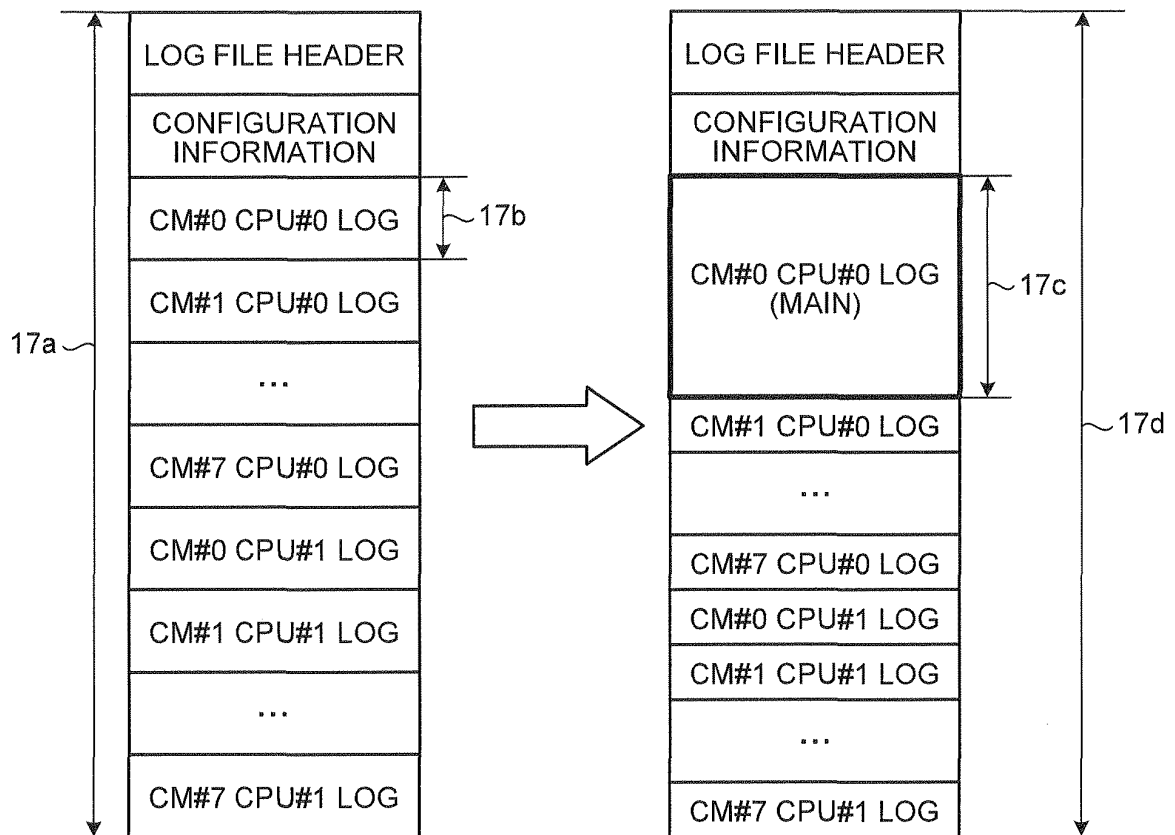 LOG FILE HEADER
CONFIGURATION
INFORMATION
CM#0 CPU#0 LOG
17b
CM#1 CPU#0 LOG
17a
...
CM#7 CPU#0 LOG
CM#0 CPU#1 LOG
CM#1 CPU#1 LOG
...
CM#7 CPU#1 LOG
LOG FILE HEADER
CONFIGURATION
INFORMATION
CM#0 CPU#0 LOG
(MAIN)
17c
CM#1 CPU#0 LOG
17d
...
CM#7 CPU#0 LOG
CM#0 CPU#1 LOG
CM#1 CPU#1 LOG
...
CM#7 CPU#1 LOG